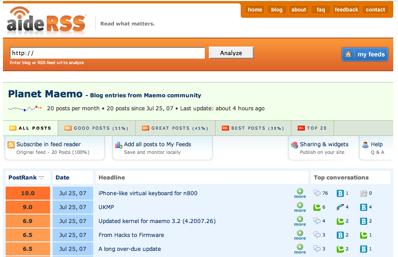 home blog about faq feedback contact
aideRSS
Read what matters.
http://
Analyze
Enter blog or RSS feed url to analyze
my feeds
Planet Maemo - Blog entries from Maemo community
20 posts per month • 20 posts since Jul 25, 07 • Last update: about 4 hours ago
ALL POSTS
GOOD POSTS (55%)
GREAT POSTS (45%)
BEST POSTS (30%)
TOP 20
Subscribe in feed reader
Original feed - 20 Posts (100%)
Add all posts to My Feeds
Save and monitor locally
Sharing & widgets
Publish on your site
Help
Q & A
PostRank Date Headline Top conversations
10.0 Jul 25, 07 iPhone-like virtual keyboard for n800 more 76 1 0
9.0 Jul 25, 07 UKMP more 6 4 2
6.9 Jul 25, 07 Updated kernel for maemo 3.2 (4.2007.26) more 4 2 2
6.5 Jul 25, 07 From Hacks to Firmware more 3 2 1
6.5 Jul 25, 07 A long over-due update more 3 2 1